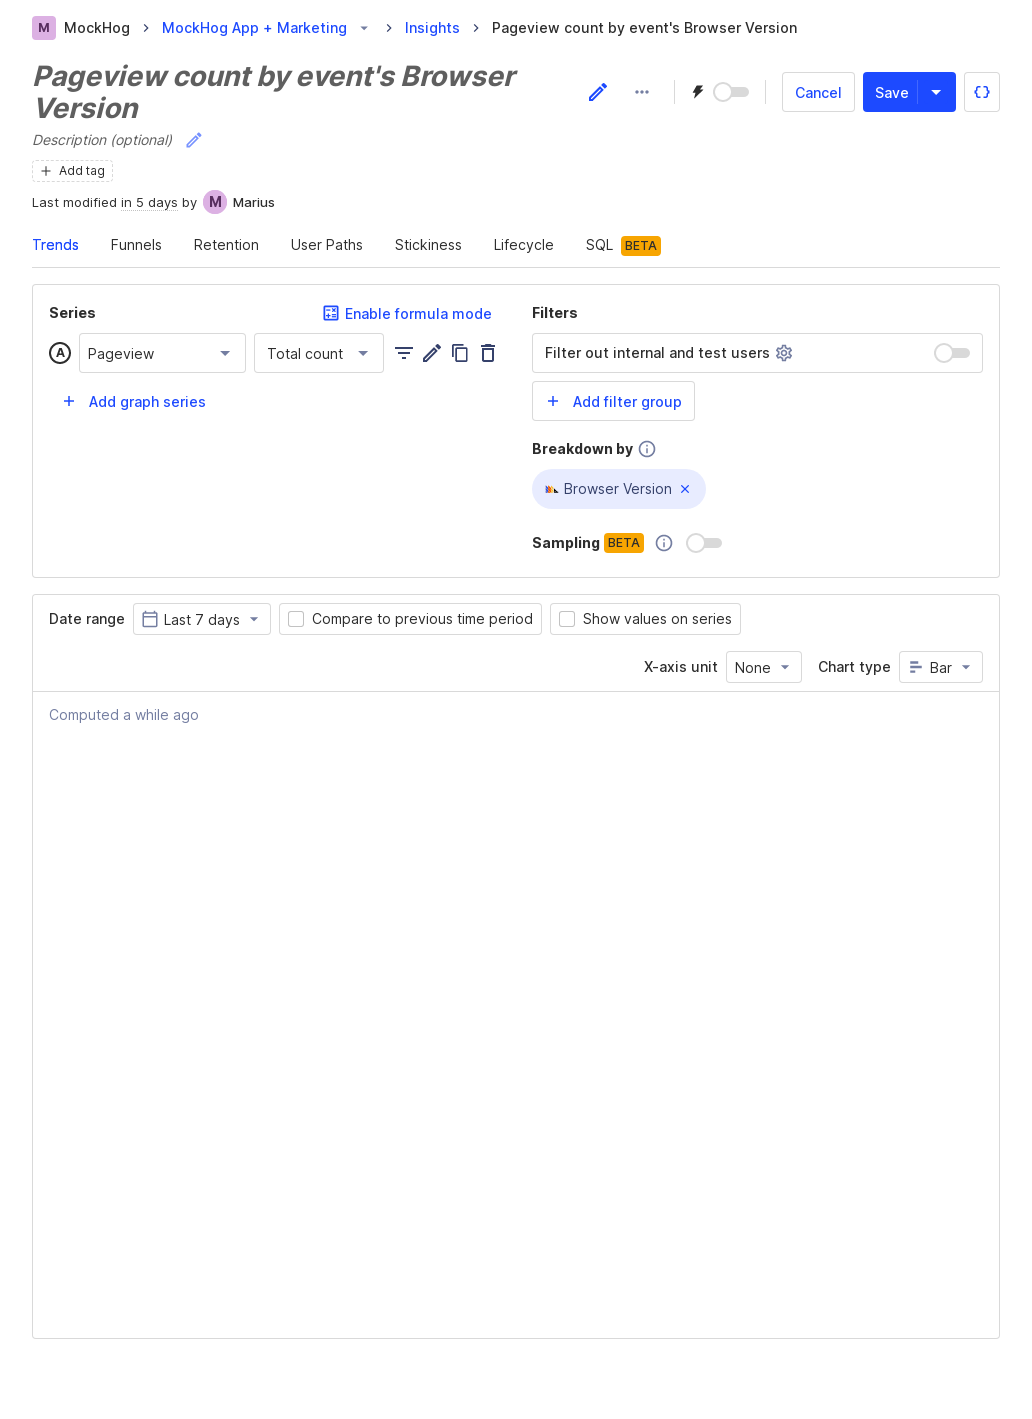 M MockHog MockHog App + Marketing Insights Pageview count by event's Browser Version
Pageview count by event's Browser
Version
Cancel Save
Description (optional)
Add tag
Last modified in 5 days by M Marius
Trends Funnels Retention User Paths Stickiness Lifecycle SQL BETA
Series Enable formula mode
A Pageview Total count
Add graph series
Filters
Filter out internal and test users
Add filter group
Breakdown by
Browser Version
Sampling BETA
Date range Last 7 days Compare to previous time period Show values on series
X-axis unit None Chart type Bar
Computed a while ago